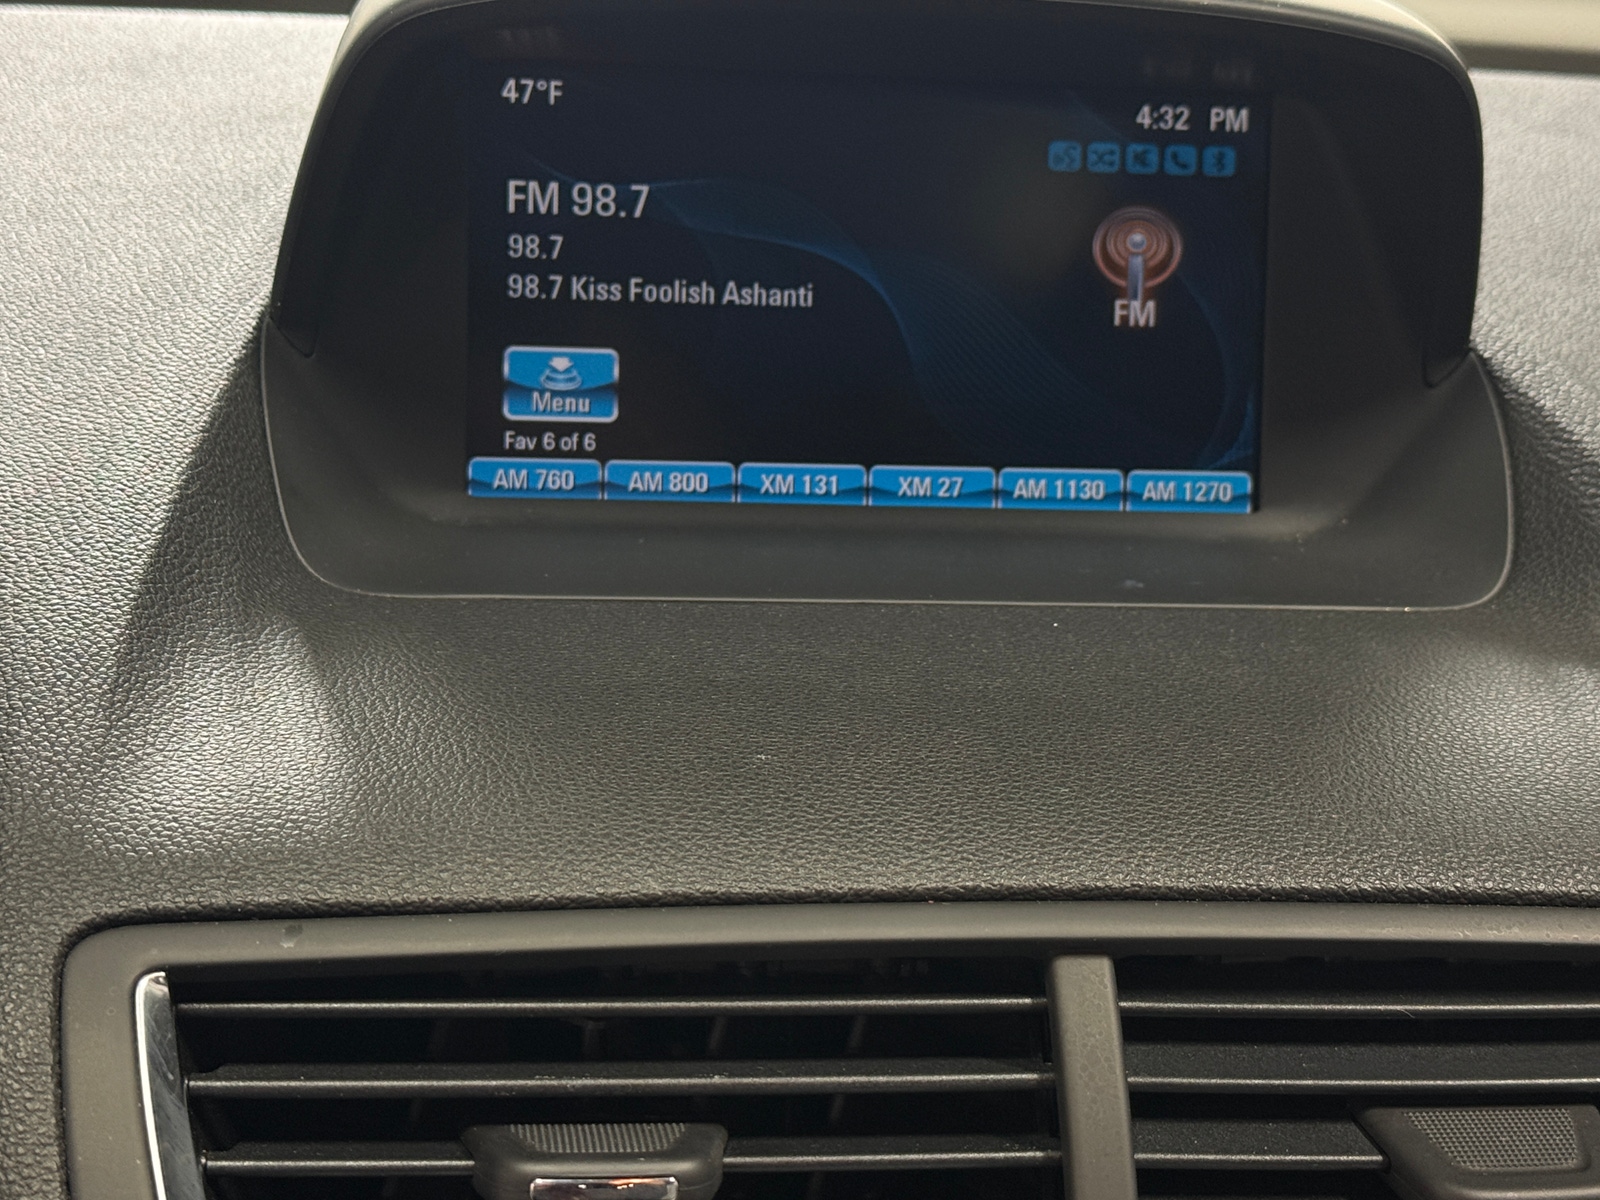 47°F
4:32 PM
FM 98.7
98.7
98.7 Kiss Foolish Ashanti
FM
Menu
Fav 6 of 6
AM 760
AM 800
XM 131
XM 27
AM 1130
AM 1270